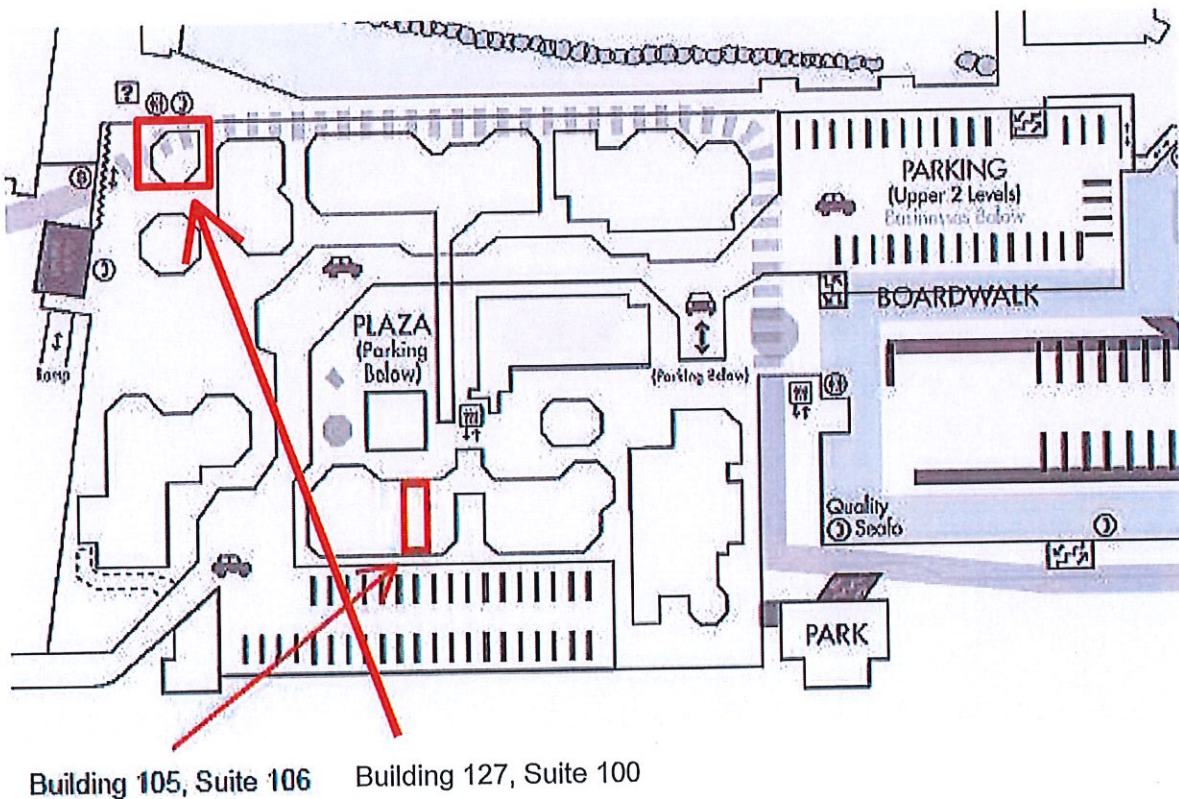 ?
PARKING
(Upper 2 Levels)
Businesses Below
BOARDWALK
PLAZA
(Parking
Below)
Ramp
(Parking Below)
Quality
Seafo
PARK
Building 105, Suite 106
Building 127, Suite 100